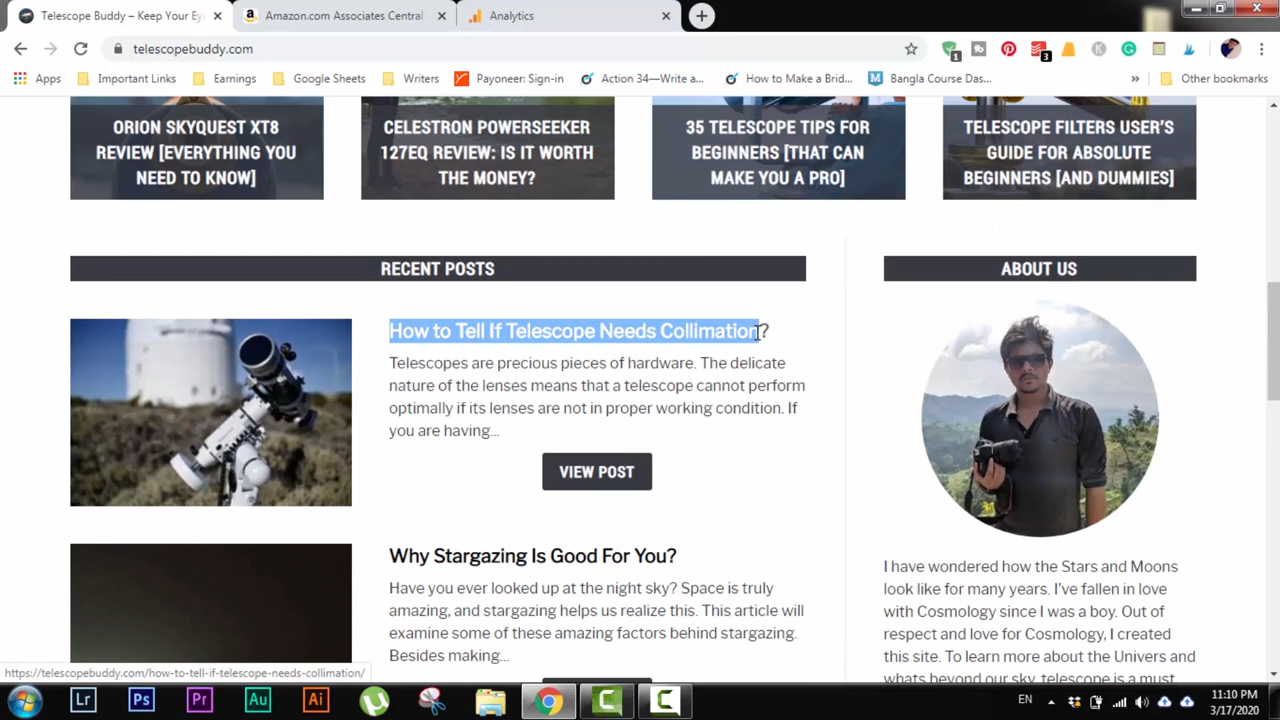 Telescope Buddy – Keep Your Ey
Amazon.com Associates Central
Analytics
telescopebuddy.com
1
3
Apps
Important Links
Earnings
Google Sheets
Writers
Payoneer: Sign-in
Action 34—Write a...
How to Make a Brid...
Bangla Course Das...
»
Other bookmarks
ORION SKYQUEST XT8
REVIEW [EVERYTHING YOU
NEED TO KNOW]
CELESTRON POWERSEEKER
127EQ REVIEW: IS IT WORTH
THE MONEY?
35 TELESCOPE TIPS FOR
BEGINNERS [THAT CAN
MAKE YOU A PRO]
TELESCOPE FILTERS USER'S
GUIDE FOR ABSOLUTE
BEGINNERS [AND DUMMIES]
RECENT POSTS
How to Tell If Telescope Needs Collimation?
Telescopes are precious pieces of hardware. The delicate
nature of the lenses means that a telescope cannot perform
optimally if its lenses are not in proper working condition. If
you are having...
VIEW POST
Why Stargazing Is Good For You?
Have you ever looked up at the night sky? Space is truly
amazing, and stargazing helps us realize this. This article will
examine some of these amazing factors behind stargazing.
Besides making...
ABOUT US
I have wondered how the Stars and Moons
look like for many years. I've fallen in love
with Cosmology since I was a boy. Out of
respect and love for Cosmology, I created
this site. To learn more about the Univers and
whats beyond our sky, telescope is a must
https://telescopebuddy.com/how-to-tell-if-telescope-needs-collimation/
Lr
Ps
Pr
Au
Ai
EN
11:10 PM
3/17/2020